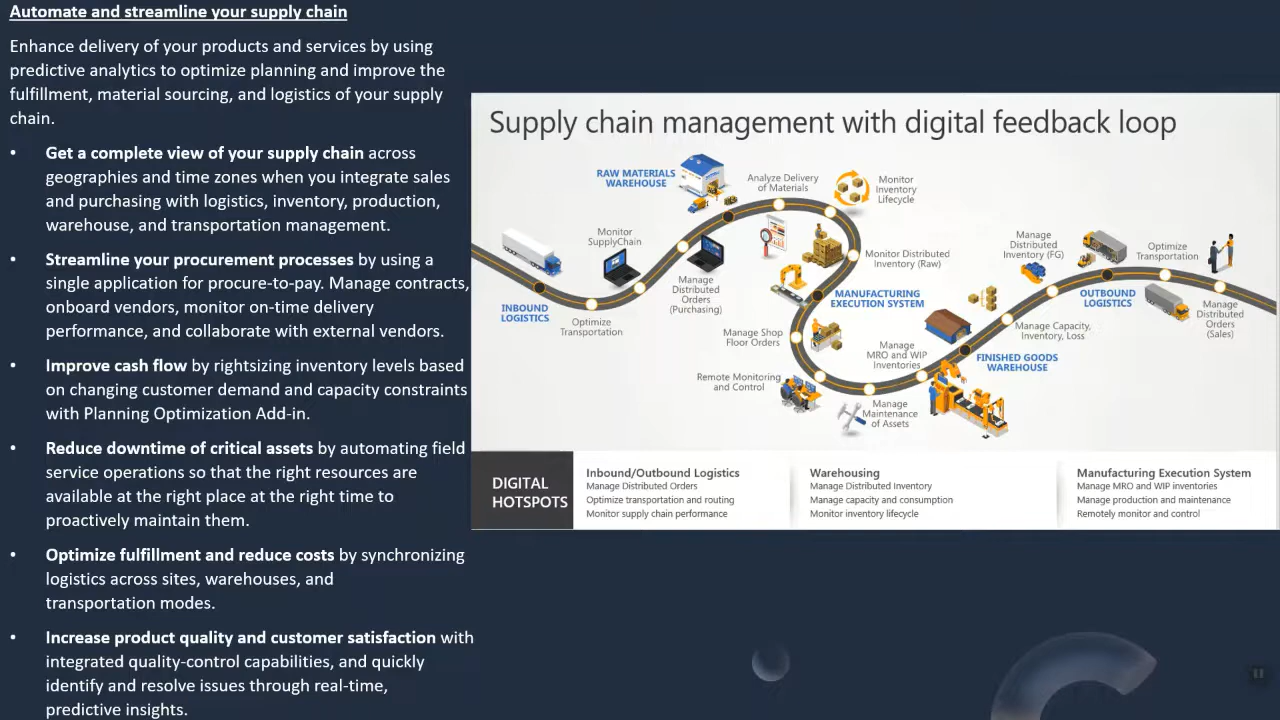 Automate and streamline your supply chain
Enhance delivery of your products and services by using
predictive analytics to optimize planning and improve the
fulfillment, material sourcing, and logistics of your supply
chain.
• Get a complete view of your supply chain across
geographies and time zones when you integrate sales
and purchasing with logistics, inventory, production,
warehouse, and transportation management.
• Streamline your procurement processes by using a
single application for procure-to-pay. Manage contracts,
onboard vendors, monitor on-time delivery
performance, and collaborate with external vendors.
• Improve cash flow by rightsizing inventory levels based
on changing customer demand and capacity constraints
with Planning Optimization Add-in.
• Reduce downtime of critical assets by automating field
service operations so that the right resources are
available at the right place at the right time to
proactively maintain them.
• Optimize fulfillment and reduce costs by synchronizing
logistics across sites, warehouses, and
transportation modes.
• Increase product quality and customer satisfaction with
integrated quality-control capabilities, and quickly
identify and resolve issues through real-time,
predictive insights.
Supply chain management with digital feedback loop
INBOUND
LOGISTICS
Optimize
Transportation
Monitor
SupplyChain
Manage
Distributed
Orders
(Purchasing)
RAW MATERIALS
WAREHOUSE
Analyze Delivery
of Materials
Monitor
Inventory
Lifecycle
Monitor Distributed
Inventory (Raw)
MANUFACTURING
EXECUTION SYSTEM
Manage Shop
Floor Orders
Remote Monitoring
and Control
Manage
Maintenance
of Assets
Manage
MRO and WIP
Inventories
FINISHED GOODS
WAREHOUSE
Manage Capacity,
Inventory, Loss
Manage
Distributed
Inventory (FG)
OUTBOUND
LOGISTICS
Optimize
Transportation
Manage
Distributed
Orders
(Sales)
DIGITAL
HOTSPOTS
Inbound/Outbound Logistics
Manage Distributed Orders
Optimize transportation and routing
Monitor supply chain performance
Warehousing
Manage Distributed Inventory
Manage capacity and consumption
Monitor inventory lifecycle
Manufacturing Execution System
Manage MRO and WIP inventories
Manage production and maintenance
Remotely monitor and control